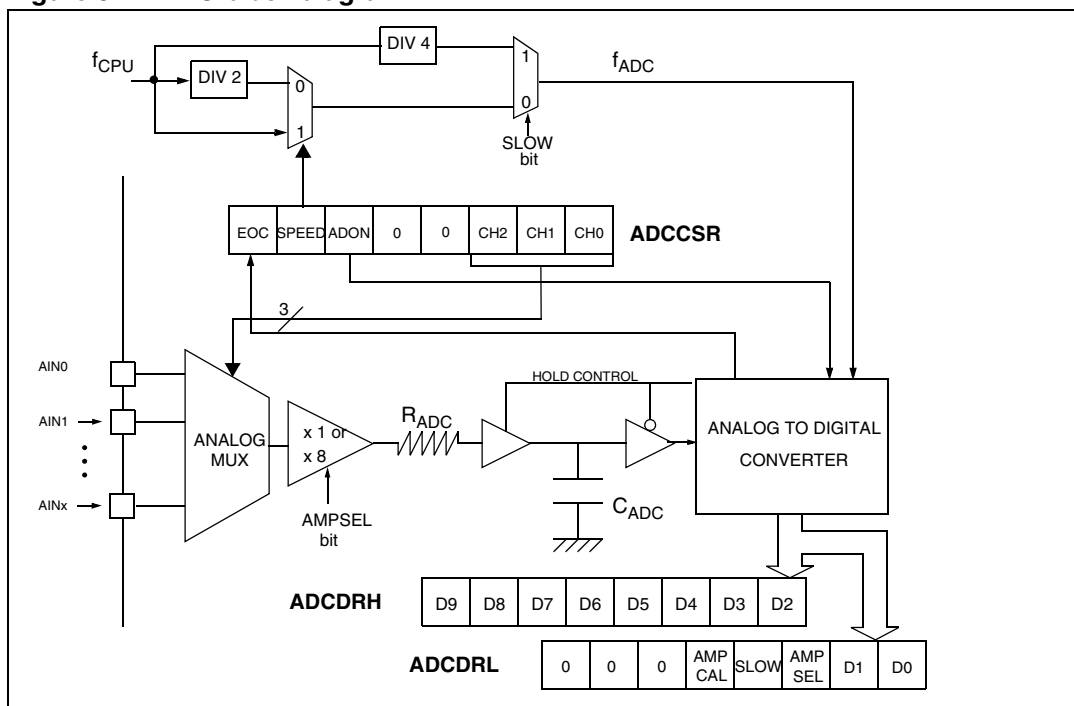 DIV 4
fCPU
DIV 2
0
1
1
0
fADC
SLOW
bit
EOC SPEED ADON 0 0 CH2 CH1 CH0 ADCCSR
3
HOLD CONTROL
AIN0
AIN1
AINx
ANALOG
MUX
x 1 or
x 8
AMPSEL
bit
RADC
CADC
ANALOG TO DIGITAL
CONVERTER
ADCDRH D9 D8 D7 D6 D5 D4 D3 D2
ADCDRL 0 0 0 AMP CAL SLOW AMP SEL D1 D0